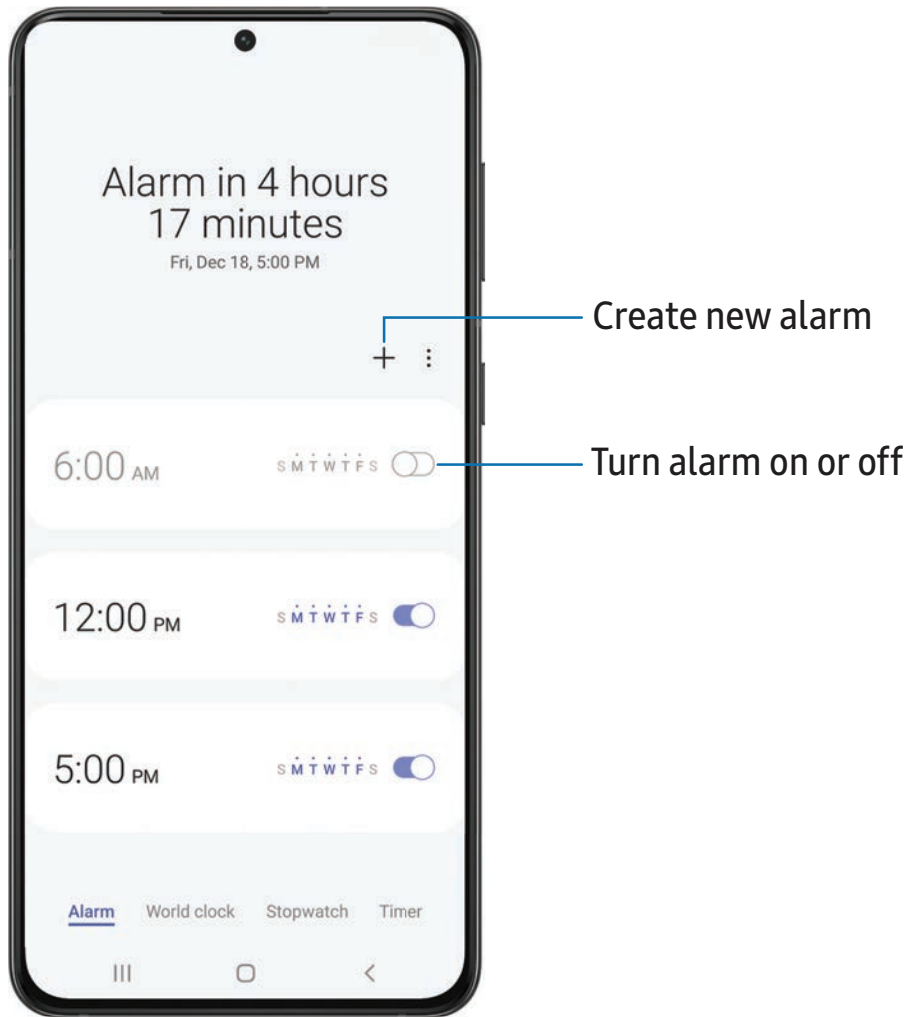 Alarm in 4 hours
17 minutes
Fri, Dec 18, 5:00 PM
Create new alarm
6:00 AM S M T W T F S
Turn alarm on or off
12:00 PM S M T W T F S
5:00 PM S M T W T F S
Alarm World clock Stopwatch Timer